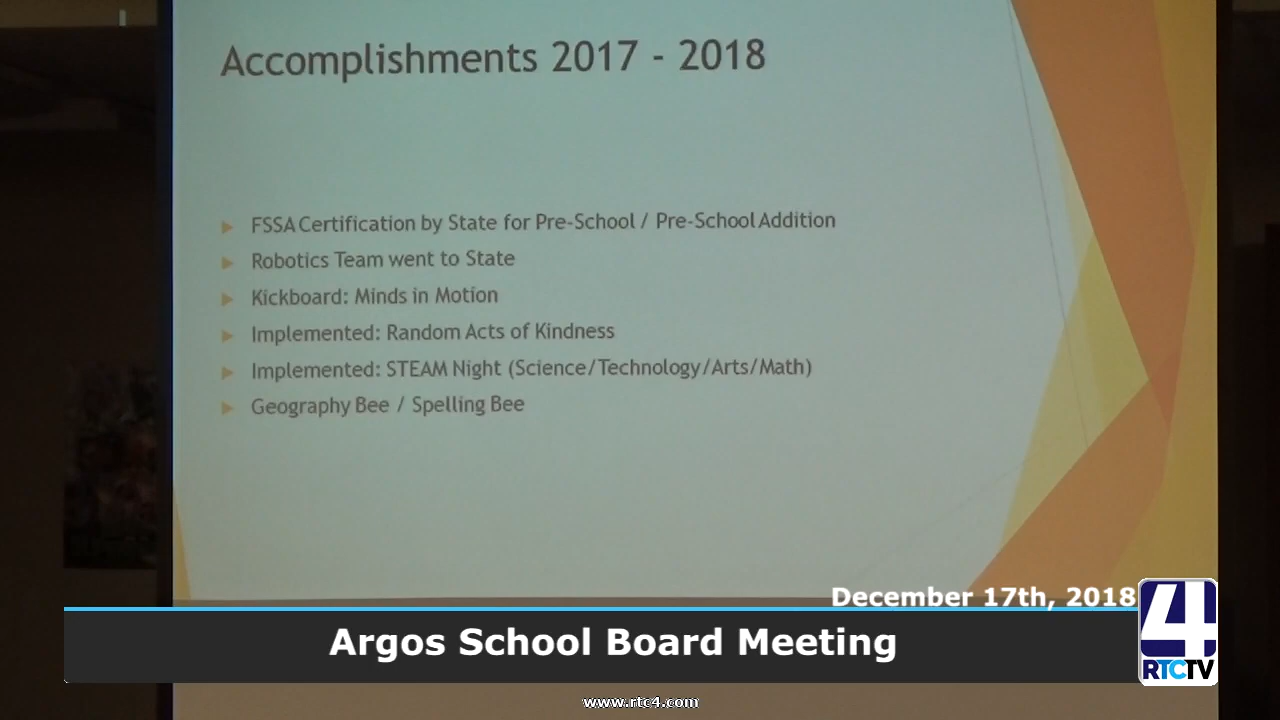 Accomplishments 2017 - 2018
FSSA Certification by State for Pre-School / Pre-School Addition
Robotics Team went to State
Kickboard: Minds in Motion
Implemented: Random Acts of Kindness
Implemented: STEAM Night (Science/Technology/Arts/Math)
Geography Bee / Spelling Bee
December 17th, 2018
Argos School Board Meeting
4
RTCTV
www.rtc4.com